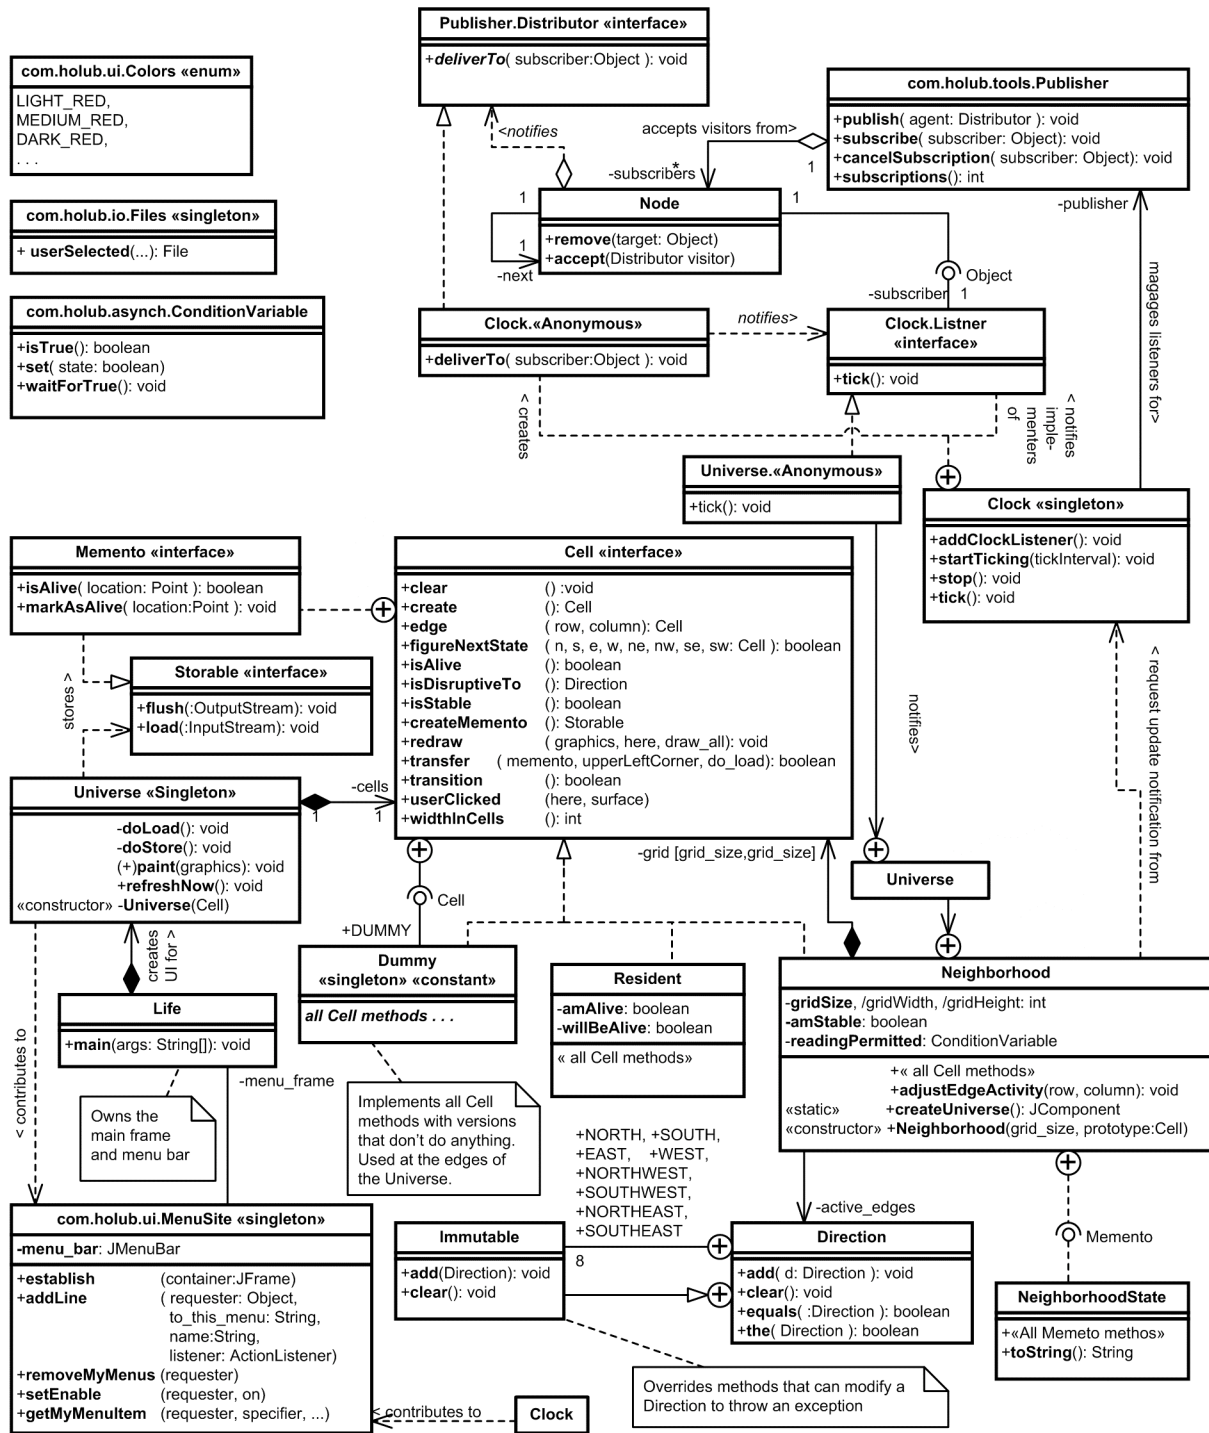 Publisher.Distributor «interface»
+deliverTo( subscriber:Object ): void
com.holub.ui.Colors «enum»
LIGHT_RED,
MEDIUM_RED,
DARK_RED,
. . .
com.holub.tools.Publisher
+publish( agent: Distributor ): void
+subscribe( subscriber: Object): void
+cancelSubscription( subscriber: Object): void
+subscriptions(): int
<notifies
accepts visitors from>
1
*
-subscribers
com.holub.io.Files «singleton»
+ userSelected(...): File
Node
+remove(target: Object)
+accept(Distributor visitor)
1
1
-next
1
-publisher
Object
-subscriber
1
magages listeners for>
com.holub.asynch.ConditionVariable
+isTrue(): boolean
+set( state: boolean)
+waitForTrue(): void
Clock.«Anonymous»
+deliverTo( subscriber:Object ): void
notifies>
Clock.Listner
«interface»
+tick(): void
< creates
< notifies
imple-
menters
of
Universe.«Anonymous»
+tick(): void
Clock «singleton»
+addClockListener(): void
+startTicking(tickInterval): void
+stop(): void
+tick(): void
Memento «interface»
+isAlive( location: Point ): boolean
+markAsAlive( location:Point ): void
Cell «interface»
+clear () :void
+create (): Cell
+edge ( row, column): Cell
+figureNextState ( n, s, e, w, ne, nw, se, sw: Cell ): boolean
+isAlive (): boolean
+isDisruptiveTo (): Direction
+isStable (): boolean
+createMemento (): Storable
+redraw ( graphics, here, draw_all): void
+transfer ( memento, upperLeftCorner, do_load): boolean
+transition (): boolean
+userClicked (here, surface)
+widthInCells (): int
Storable «interface»
+flush(:OutputStream): void
+load(:InputStream): void
stores >
notifies>
< request update notification from
Universe «Singleton»
-doLoad(): void
-doStore(): void
(+)paint(graphics): void
+refreshNow(): void
«constructor» -Universe(Cell)
-cells
1
1
-grid [grid_size,grid_size]
Universe
Cell
+DUMMY
creates
UI for >
Dummy
«singleton» «constant»
all Cell methods . . .
Resident
-amAlive: boolean
-willBeAlive: boolean
« all Cell methods»
Neighborhood
-gridSize, /gridWidth, /gridHeight: int
-amStable: boolean
-readingPermitted: ConditionVariable
+« all Cell methods»
+adjustEdgeActivity(row, column): void
«static» +createUniverse(): JComponent
«constructor» +Neighborhood(grid_size, prototype:Cell)
Life
+main(args: String[]): void
< contributes to
-menu_frame
Owns the
main frame
and menu bar
Implements all Cell
methods with versions
that don't do anything.
Used at the edges of
the Universe.
+NORTH, +SOUTH,
+EAST, +WEST,
+NORTHWEST,
+SOUTHWEST,
+NORTHEAST,
+SOUTHEAST
8
-active_edges
Memento
com.holub.ui.MenuSite «singleton»
-menu_bar: JMenuBar
+establish (container:JFrame)
+addLine ( requester: Object,
to_this_menu: String,
name:String,
listener: ActionListener)
+removeMyMenus (requester)
+setEnable (requester, on)
+getMyMenuItem (requester, specifier, ...)
Immutable
+add(Direction): void
+clear(): void
Direction
+add( d: Direction ): void
+clear(): void
+equals( :Direction ): boolean
+the( Direction ): boolean
NeighborhoodState
+«All Memeto methos»
+toString(): String
Overrides methods that can modify a
Direction to throw an exception
< contributes to
Clock